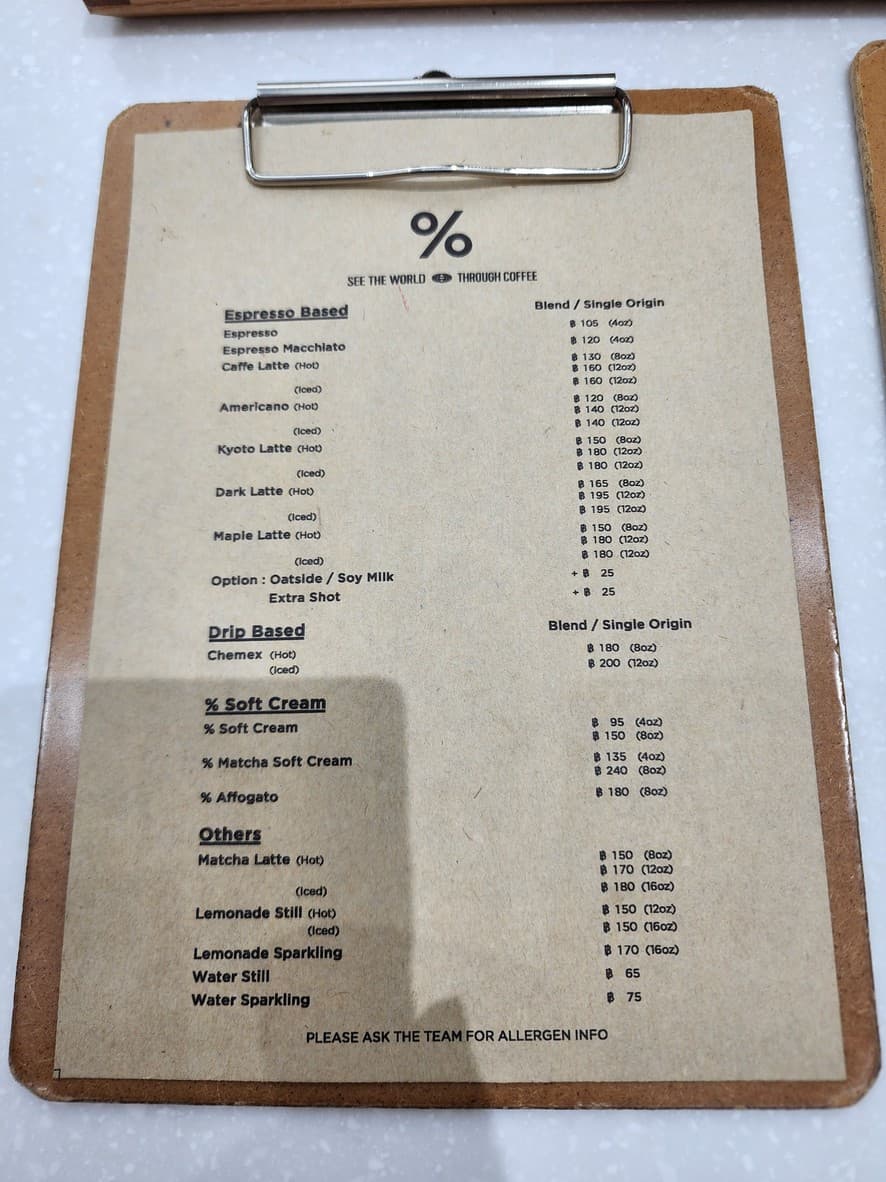 %
SEE THE WORLD THROUGH COFFEE
Espresso Based Blend / Single Origin
Espresso ฿ 105 (4oz)
Espresso Macchiato ฿ 120 (4oz)
Caffe Latte (Hot) ฿ 130 (8oz)
฿ 160 (12oz)
(Iced) ฿ 160 (12oz)
Americano (Hot) ฿ 120 (8oz)
฿ 140 (12oz)
(Iced) ฿ 140 (12oz)
Kyoto Latte (Hot) ฿ 150 (8oz)
฿ 180 (12oz)
(Iced) ฿ 180 (12oz)
Dark Latte (Hot) ฿ 165 (8oz)
฿ 195 (12oz)
(Iced) ฿ 195 (12oz)
Maple Latte (Hot) ฿ 150 (8oz)
฿ 180 (12oz)
(Iced) ฿ 180 (12oz)
Option : Oatside / Soy Milk + ฿ 25
Extra Shot + ฿ 25
Drip Based Blend / Single Origin
Chemex (Hot) ฿ 180 (8oz)
(Iced) ฿ 200 (12oz)
% Soft Cream
% Soft Cream ฿ 95 (4oz)
฿ 150 (8oz)
% Matcha Soft Cream ฿ 135 (4oz)
฿ 240 (8oz)
% Affogato ฿ 180 (8oz)
Others
Matcha Latte (Hot) ฿ 150 (8oz)
฿ 170 (12oz)
(Iced) ฿ 180 (16oz)
Lemonade Still (Hot) ฿ 150 (12oz)
(Iced) ฿ 150 (16oz)
Lemonade Sparkling ฿ 170 (16oz)
Water Still ฿ 65
Water Sparkling ฿ 75
PLEASE ASK THE TEAM FOR ALLERGEN INFO